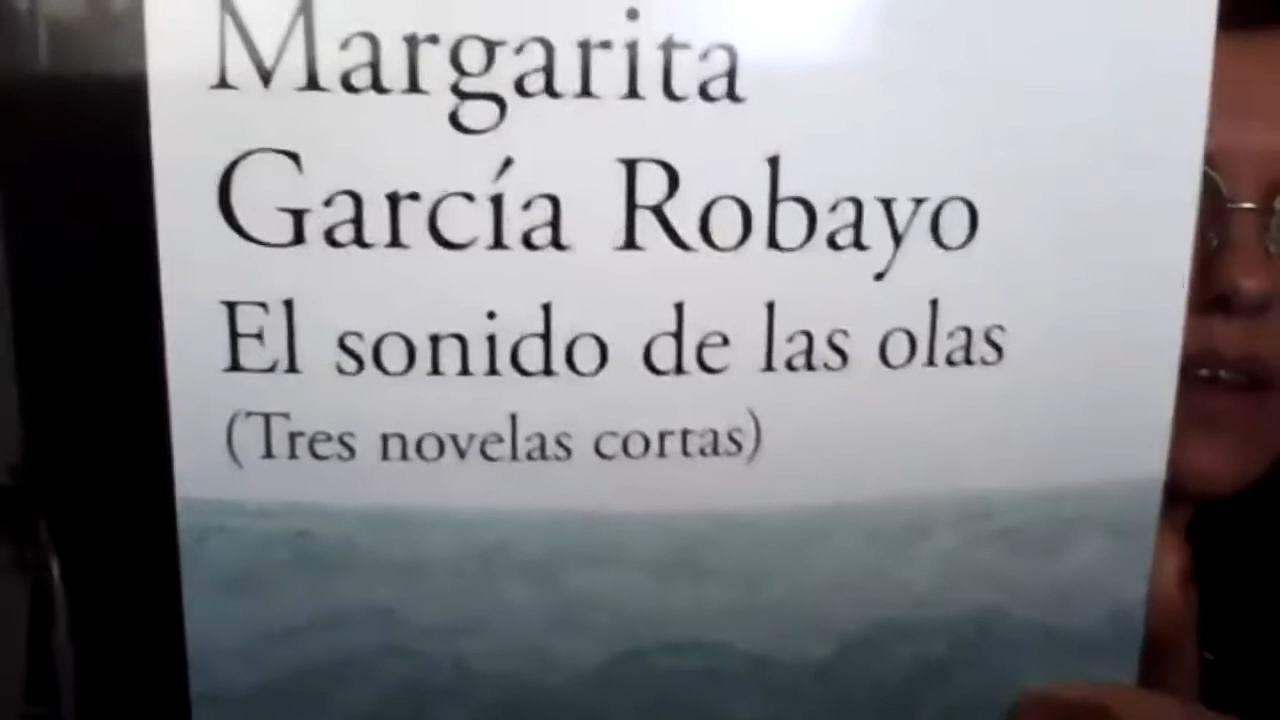 Margarita
García Robayo
El sonido de las olas
(Tres novelas cortas)